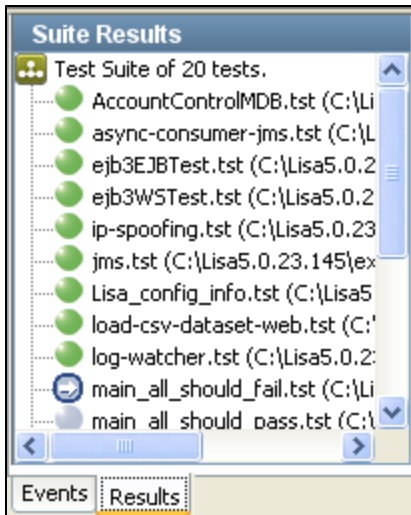 Suite Results
Test Suite of 20 tests.
AccountControlMDB.tst (C:\Li
async-consumer-jms.tst (C:\L
ejb3EJBTest.tst (C:\Lisa5.0.2
ejb3WSTest.tst (C:\Lisa5.0.2
ip-spoofing.tst (C:\Lisa5.0.23
jms.tst (C:\Lisa5.0.23.145\ex
Lisa_config_info.tst (C:\Lisa5
load-csv-dataset-web.tst (C:'
log-watcher.tst (C:\Lisa5.0.2:
main_all_should_fail.tst (C:\Li
main_all_should_pass.tst (C:\
Events Results